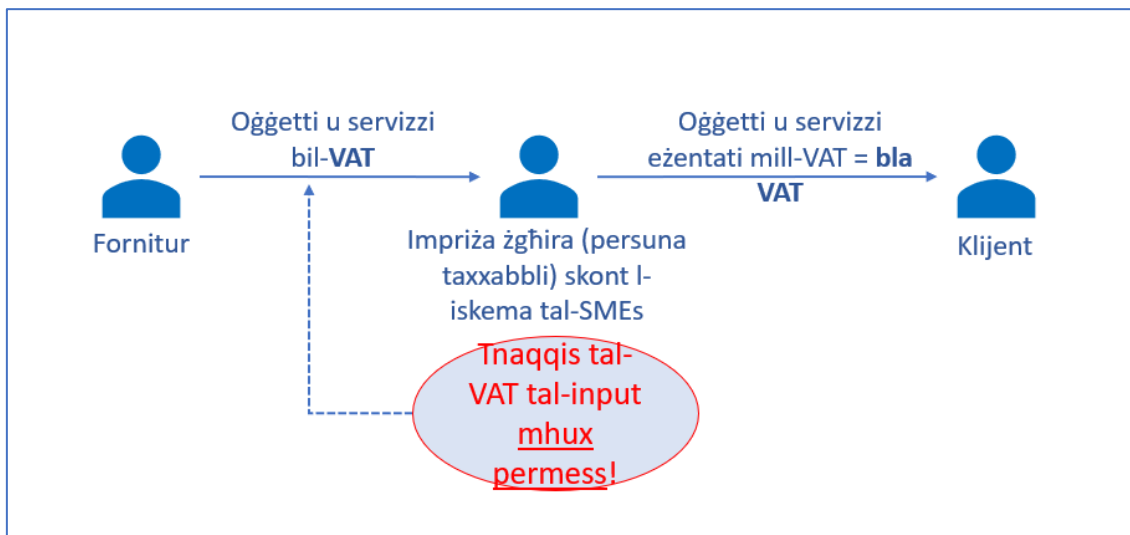 Oġġetti u servizzi
bil-VAT
Oġġetti u servizzi
eżentati mill-VAT = bla
VAT
Fornitur
Impriża żgħira (persuna
taxxabbli) skont l-
iskema tal-SMEs
Klijent
Tnaqqis tal-
VAT tal-input
mhux
permess!